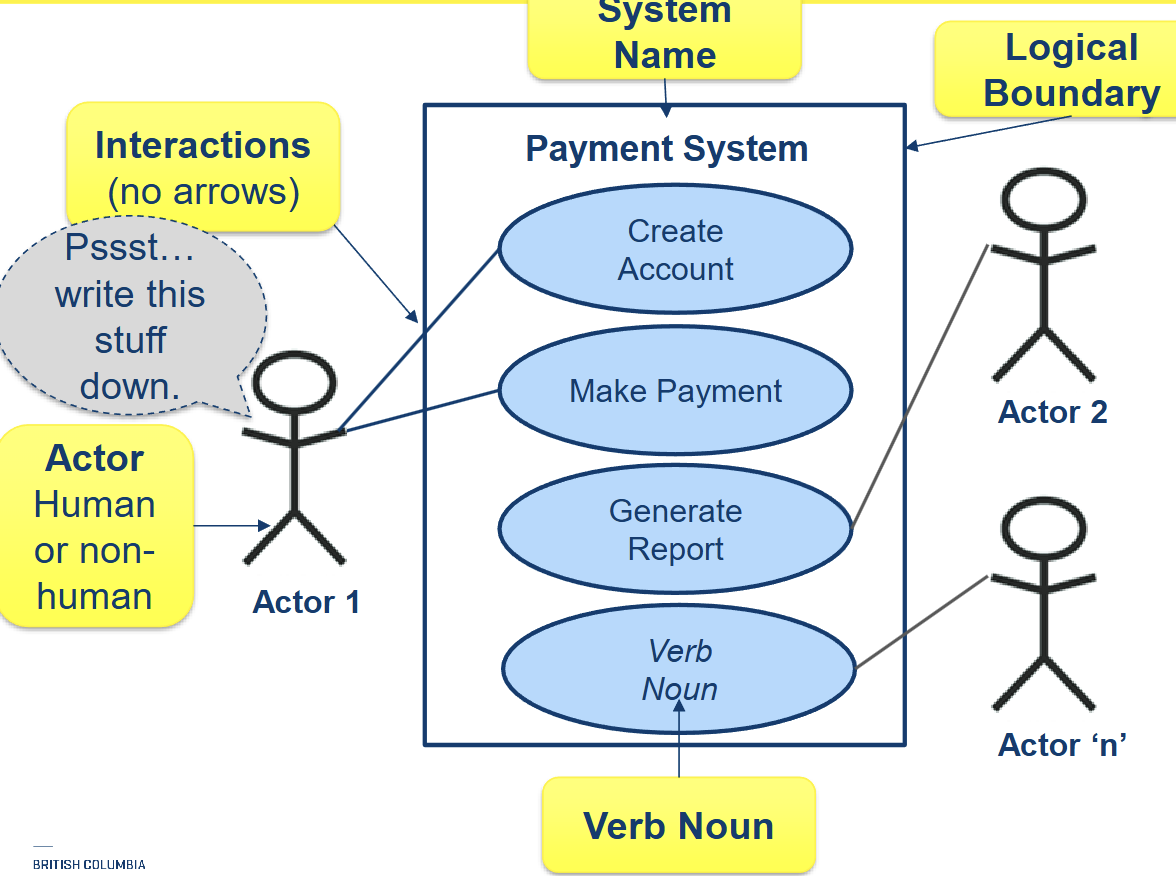 System
Name
Logical
Boundary
Interactions
(no arrows)
Payment System
Create
Account
Pssst…
write this
stuff
down.
Make Payment
Actor 2
Actor
Human
or non-
human
Generate
Report
Actor 1
Verb
Noun
Actor ‘n’
Verb Noun
BRITISH COLUMBIA